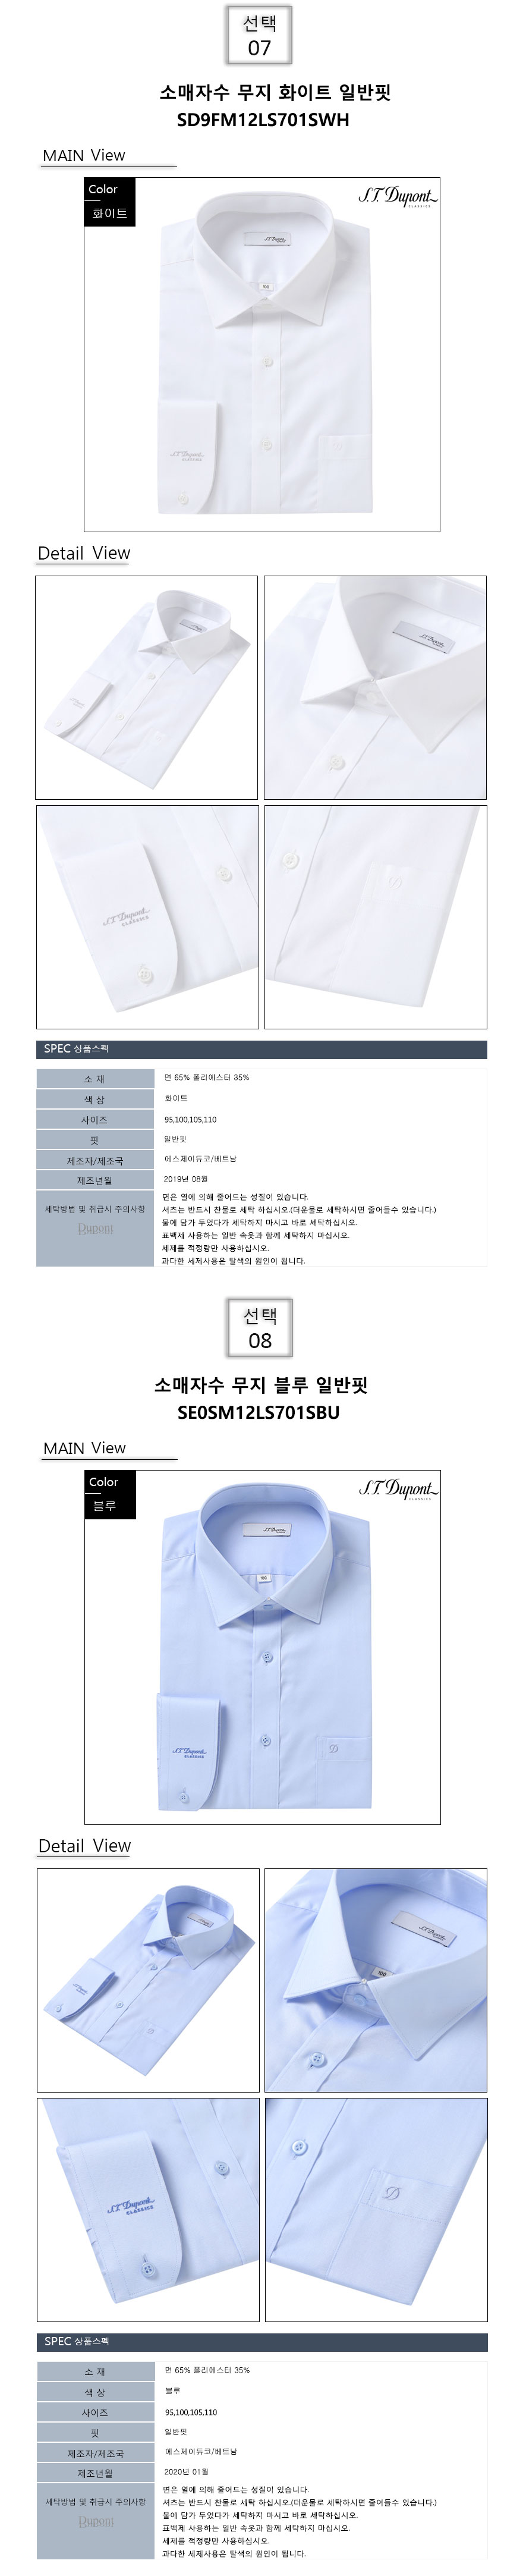 선택
07
소매자수 무지 화이트 일반핏
SD9FM12LS701SWH
MAIN View
Color
화이트
S.T. Dupont
CLASSICS
S.T. Dupont
100
S.T. Dupont
CLASSICS
Detail View
S.T. Dupont
S.T. Dupont
CLASSICS
D
SPEC 상품스펙
소 재
면 65% 폴리에스터 35%
색 상
화이트
사이즈
95,100,105,110
핏
일반핏
제조자/제조국
에스제이듀코/베트남
제조년월
2019년 08월
세탁방법 및 취급시 주의사항
Dupont
면은 열에 의해 줄어드는 성질이 있습니다.
셔츠는 반드시 찬물로 세탁 하십시오.(더운물로 세탁하시면 줄어들수 있습니다.)
물에 담가 두었다가 세탁하지 마시고 바로 세탁하십시오.
표백제 사용하는 일반 속옷과 함께 세탁하지 마십시오.
세제를 적정량만 사용하십시오.
과다한 세제사용은 탈색의 원인이 됩니다.
선택
08
소매자수 무지 블루 일반핏
SE0SM12LS701SBU
MAIN View
Color
블루
S.T. Dupont
CLASSICS
S.T. Dupont
S.T. Dupont
CLASSICS
D
Detail View
S.T. Dupont
100
S.T. Dupont
CLASSICS
D
SPEC 상품스펙
소 재
면 65% 폴리에스터 35%
색 상
블루
사이즈
95,100,105,110
핏
일반핏
제조자/제조국
에스제이듀코/베트남
제조년월
2020년 01월
세탁방법 및 취급시 주의사항
Dupont
면은 열에 의해 줄어드는 성질이 있습니다.
셔츠는 반드시 찬물로 세탁 하십시오.(더운물로 세탁하시면 줄어들수 있습니다.)
물에 담가 두었다가 세탁하지 마시고 바로 세탁하십시오.
표백제 사용하는 일반 속옷과 함께 세탁하지 마십시오.
세제를 적정량만 사용하십시오.
과다한 세제사용은 탈색의 원인이 됩니다.